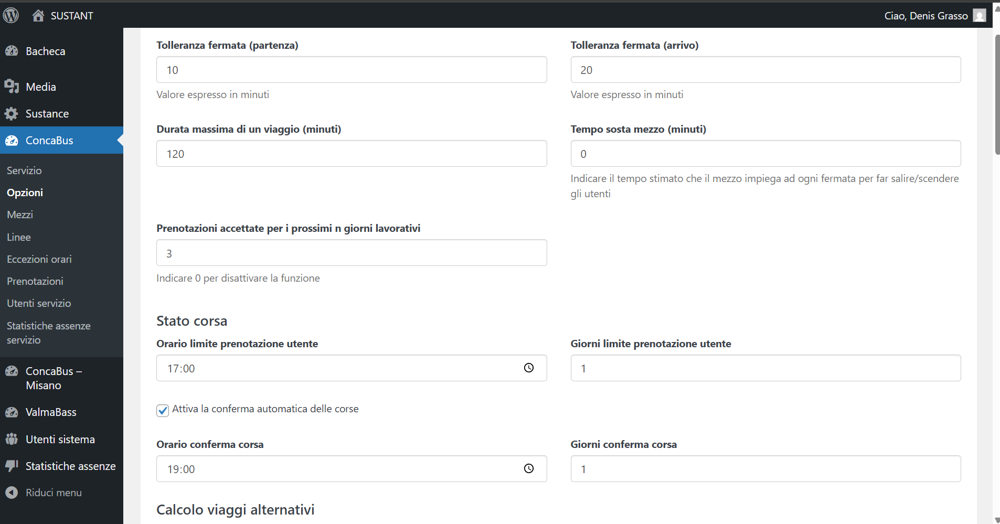 SUSTANT
Ciao, Denis Grasso
Bacheca
Media
Sustance
ConcaBus
Servizio
Opzioni
Mezzi
Linee
Eccezioni orari
Prenotazioni
Utenti servizio
Statistiche assenze
servizio
ConcaBus –
Misano
ValmaBass
Utenti sistema
Statistiche assenze
Riduci menu
Tolleranza fermata (partenza)
10
Valore espresso in minuti
Tolleranza fermata (arrivo)
20
Valore espresso in minuti
Durata massima di un viaggio (minuti)
120
Tempo sosta mezzo (minuti)
0
Indicare il tempo stimato che il mezzo impiega ad ogni fermata per far salire/scendere
gli utenti
Prenotazioni accettate per i prossimi n giorni lavorativi
3
Indicare 0 per disattivare la funzione
Stato corsa
Orario limite prenotazione utente
17:00
Giorni limite prenotazione utente
1
Attiva la conferma automatica delle corse
Orario conferma corsa
19:00
Giorni conferma corsa
1
Calcolo viaggi alternativi